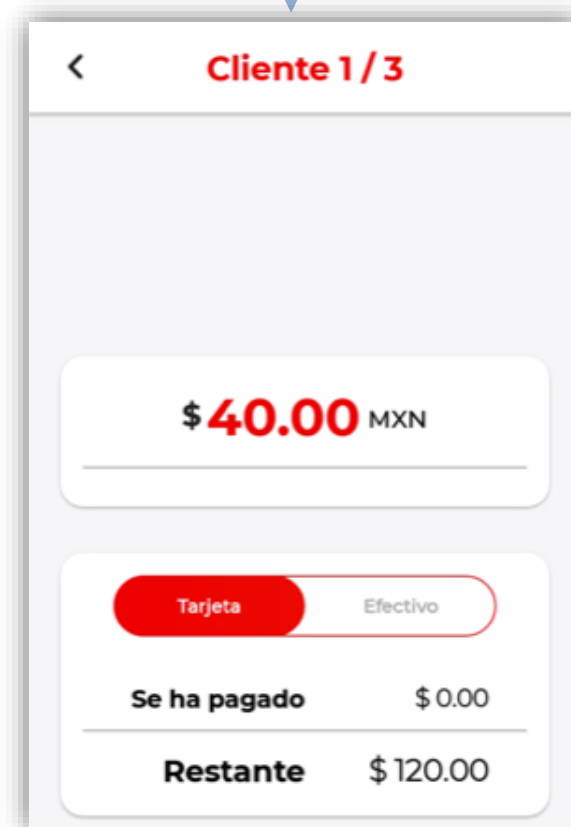 Cliente 1 / 3
$ 40.00 MXN
Tarjeta Efectivo
Se ha pagado $ 0.00
Restante $ 120.00